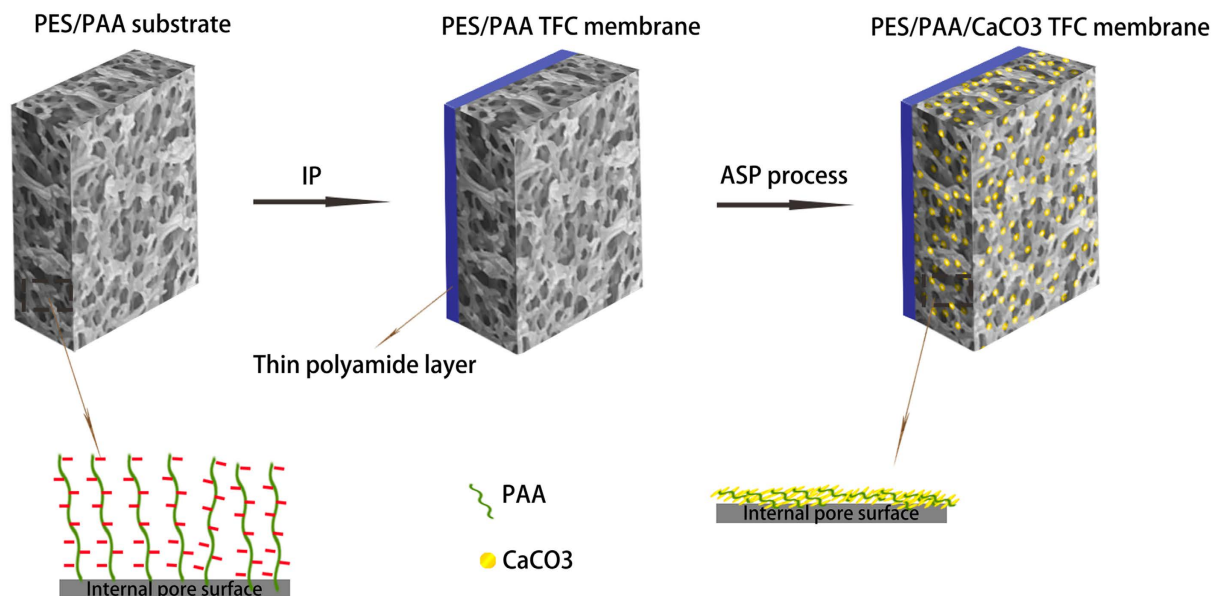 PES/PAA substrate
PES/PAA TFC membrane
PES/PAA/CaCO3 TFC membrane
IP
ASP process
Thin polyamide layer
PAA
CaCO3
Internal pore surface
Internal pore surface